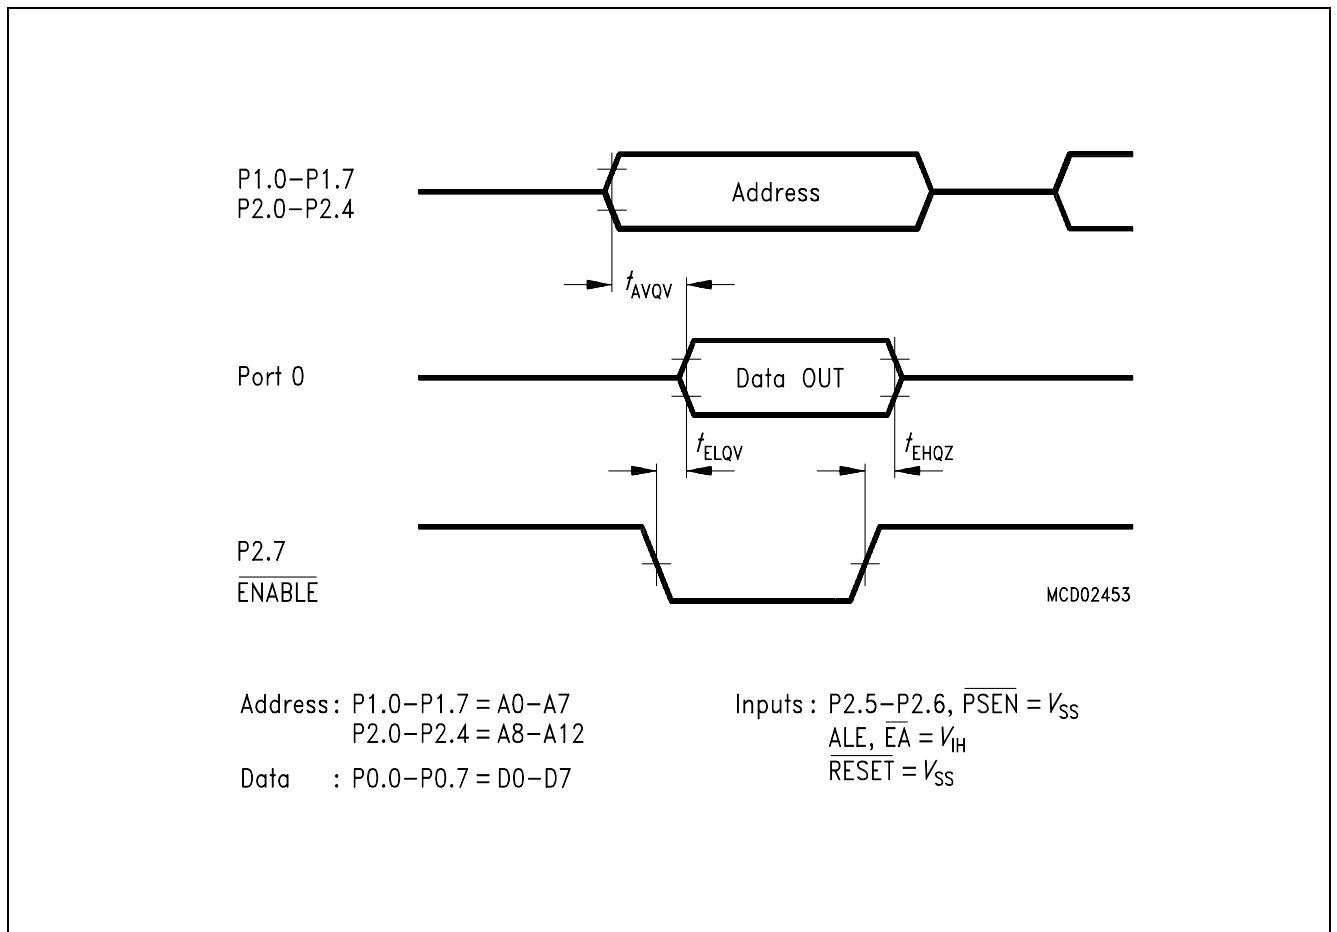 P1.0–P1.7
P2.0–P2.4
Address
tAVQV
Port 0
Data OUT
tELQV
tEHQZ
P2.7
ENABLE
MCD02453
Address: P1.0–P1.7 = A0–A7
P2.0–P2.4 = A8–A12
Data : P0.0–P0.7 = D0–D7
Inputs : P2.5–P2.6, PSEN = VSS
ALE, EA = VIH
RESET = VSS